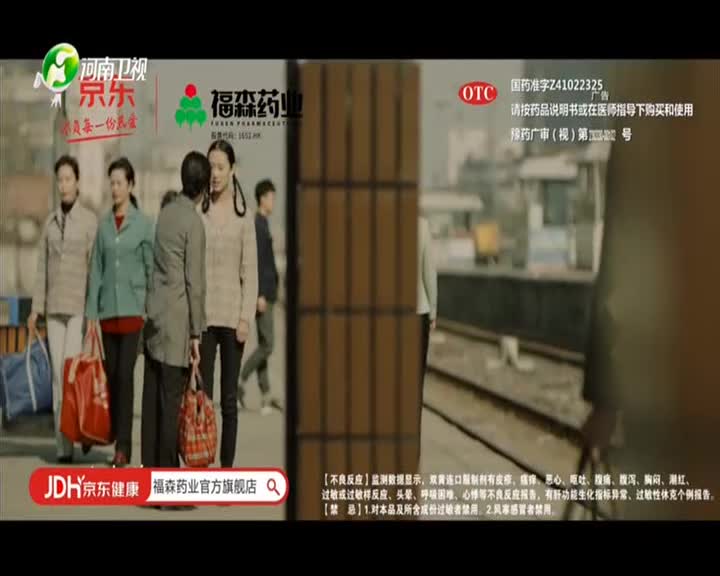 河南卫视
京东
不负每一份热爱
福森药业
FUSEN PHARMACEUTICAL
股票代码：1652.HK
OTC
国药准字Z41022325
广告
请按药品说明书或在医师指导下购买和使用
豫药广审（视）第 号
JDH 京东健康
福森药业官方旗舰店
【不良反应】监测数据显示，双黄连口服制剂有皮疹、瘙痒、恶心、呕吐、腹痛、腹泻、胸闷、潮红、
过敏或过敏样反应、头晕、呼吸困难、心悸等不良反应报告，有肝功能生化指标异常、过敏性休克个例报告。
【禁 忌】1.对本品及所含成份过敏者禁用。2.风寒感冒者禁用。